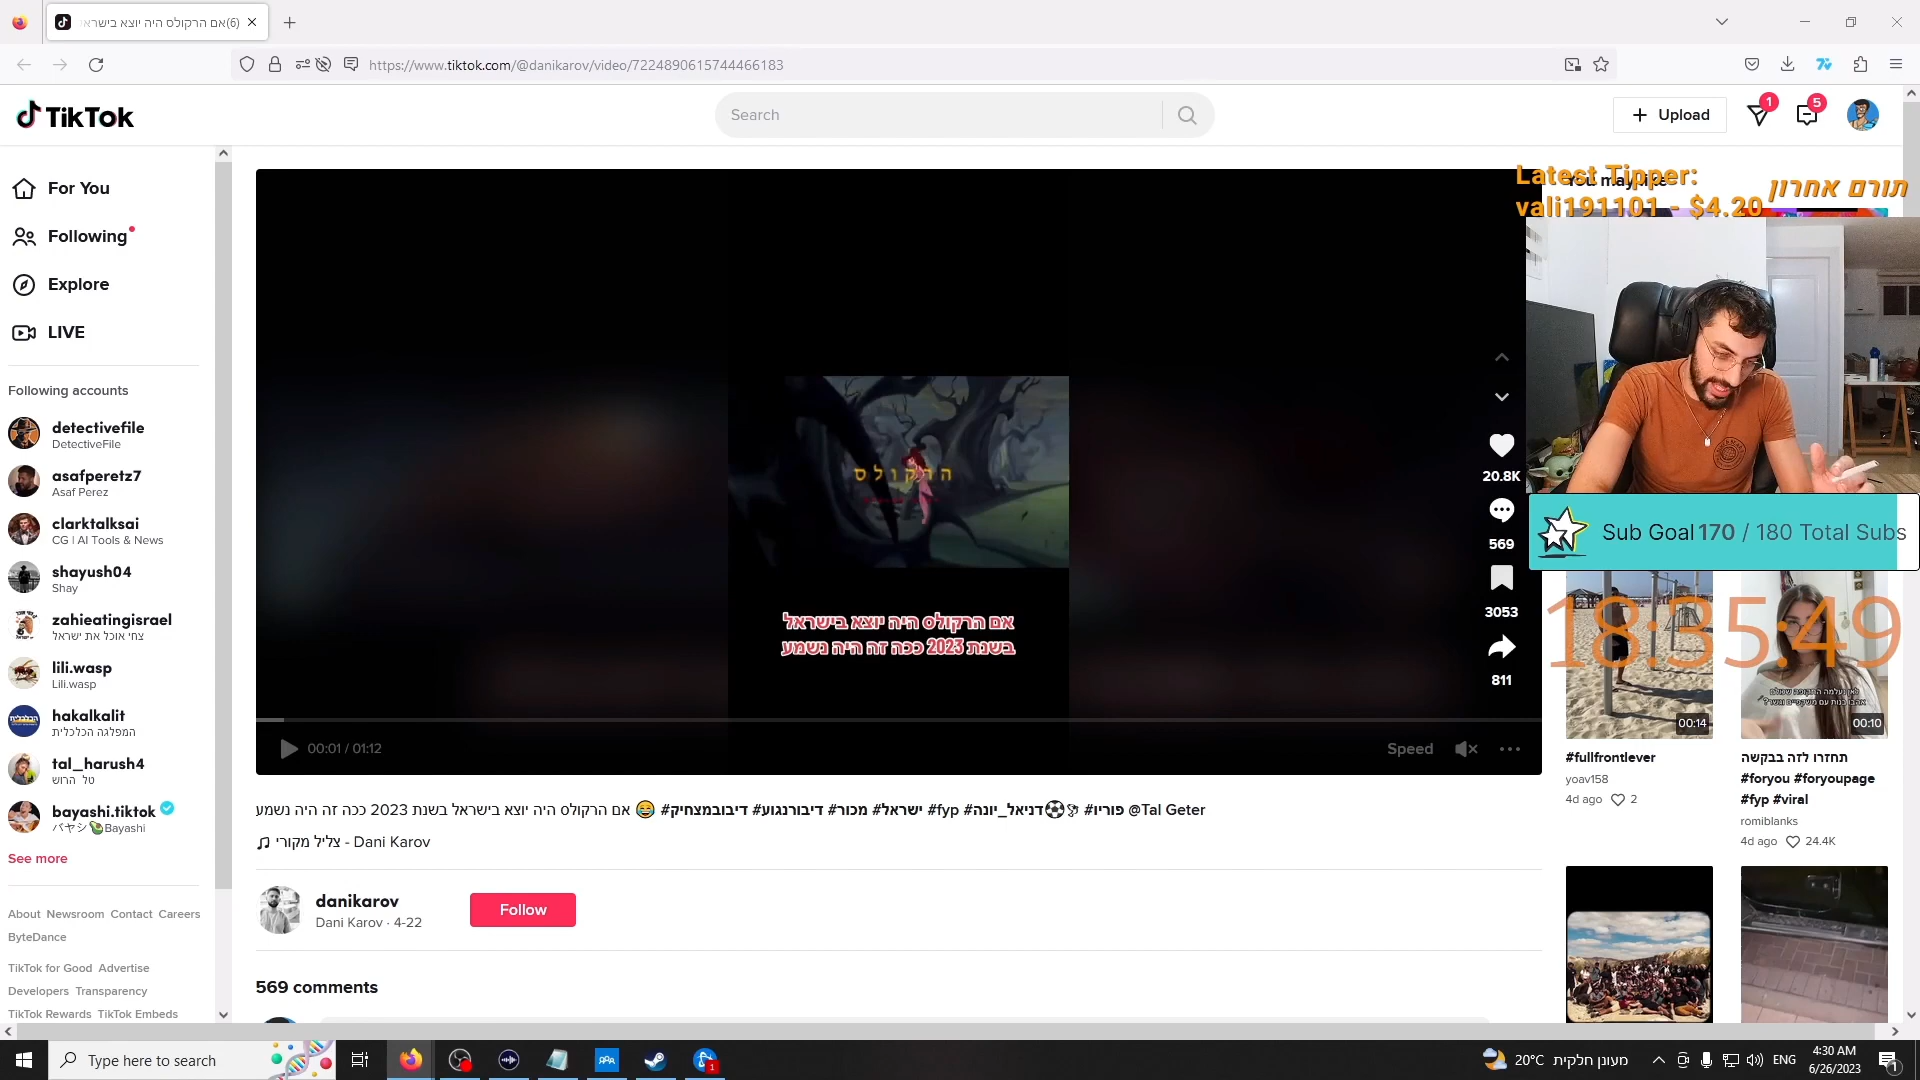 (6)אם הרקולס היה יוצא בישרא
https://www.tiktok.com/@danikarov/video/7224890615744466183
TikTok
Search
Upload
1
5
For You
Following
Explore
LIVE
Following accounts
detectivefile
DetectiveFile
asafperetz7
Asaf Perez
clarktalksai
CG | AI Tools & News
shayush04
Shay
zahieatingisrael
צחי אוכל את ישראל
lili.wasp
Lili.wasp
hakalkalit
המפלגה הכלכלית
tal_harush4
טל הרוש
bayashi.tiktok
バヤシ🥑Bayashi
See more
About Newsroom Contact Careers
ByteDance
TikTok for Good Advertise
Developers Transparency
TikTok Rewards TikTok Embeds
הרקולס
אם הרקולס היה יוצא בישראל
בשנת 2023 ככה זה היה נשמע
20.8K
569
3053
811
00:01 / 01:12
Speed
אם הרקולס היה יוצא בישראל בשנת 2023 ככה זה היה נשמע 😂 #דיבובמצחיק #דיבורנגוע #מכור #ישראל #fyp #דניאל_יונה⚽🕊 #פוריו @Tal Geter
♫ צליל מקורי - Dani Karov
danikarov
Dani Karov · 4-22
Follow
569 comments
You may like
Latest Tipper:
vali191101 - $4.20
תורם אחרון
Sub Goal 170 / 180 Total Subs
18:35:49
00:14
#fullfrontlever
yoav158
4d ago 2
00:10
תחזרו לזה בבקשה
#foryou #foryoupage
#fyp #viral
romiblanks
4d ago 24.4K
Type here to search
20°C מעונן חלקית
ENG
4:30 AM
6/26/2023
1